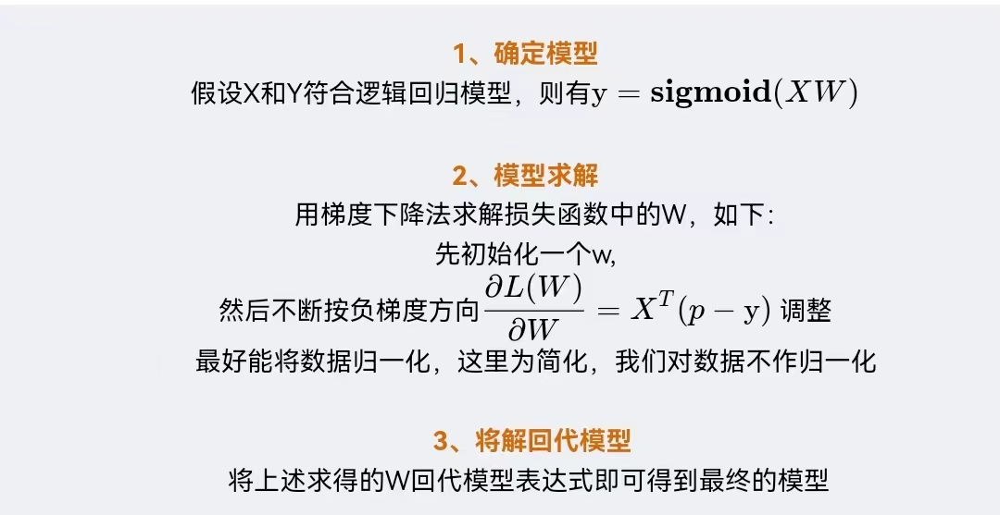 1、确定模型
假设X和Y符合逻辑回归模型，则有y = sigmoid(XW)
2、模型求解
用梯度下降法求解损失函数中的W，如下：
先初始化一个w,
然后不断按负梯度方向 ∂L(W)/∂W = X^T(p − y) 调整
最好能将数据归一化，这里为简化，我们对数据不作归一化
3、将解回代模型
将上述求得的W回代模型表达式即可得到最终的模型